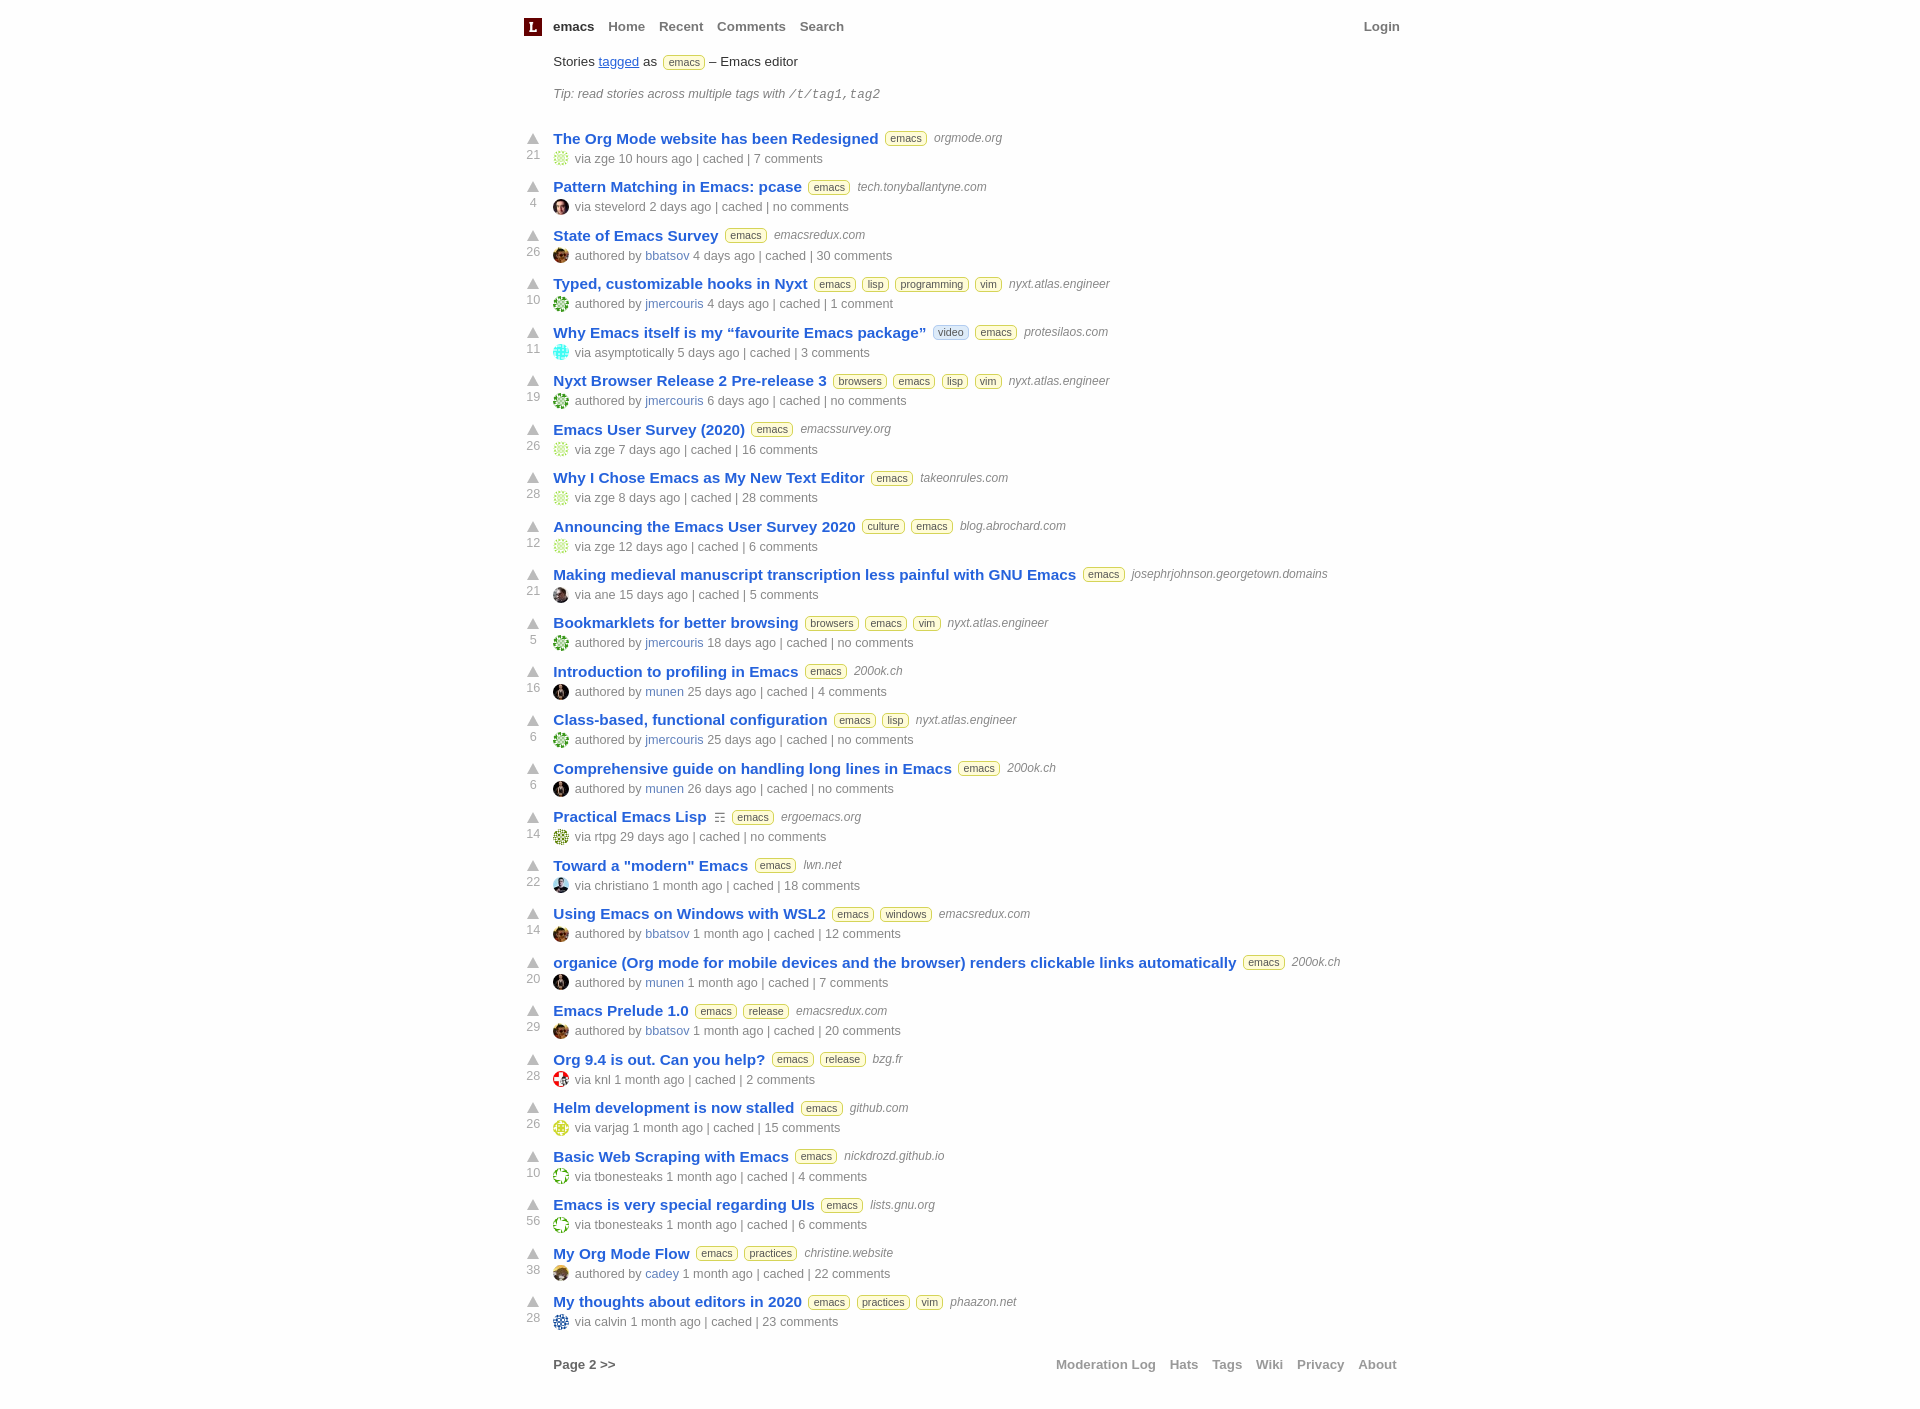 L emacs Home Recent Comments Search Login
Stories tagged as emacs – Emacs editor
Tip: read stories across multiple tags with /t/tag1,tag2
The Org Mode website has been Redesigned emacs orgmode.org
21 via zge 10 hours ago | cached | 7 comments
Pattern Matching in Emacs: pcase emacs tech.tonyballantyne.com
4 via stevelord 2 days ago | cached | no comments
State of Emacs Survey emacs emacsredux.com
26 authored by bbatsov 4 days ago | cached | 30 comments
Typed, customizable hooks in Nyxt emacs lisp programming vim nyxt.atlas.engineer
10 authored by jmercouris 4 days ago | cached | 1 comment
Why Emacs itself is my “favourite Emacs package” video emacs protesilaos.com
11 via asymptotically 5 days ago | cached | 3 comments
Nyxt Browser Release 2 Pre-release 3 browsers emacs lisp vim nyxt.atlas.engineer
19 authored by jmercouris 6 days ago | cached | no comments
Emacs User Survey (2020) emacs emacssurvey.org
26 via zge 7 days ago | cached | 16 comments
Why I Chose Emacs as My New Text Editor emacs takeonrules.com
28 via zge 8 days ago | cached | 28 comments
Announcing the Emacs User Survey 2020 culture emacs blog.abrochard.com
12 via zge 12 days ago | cached | 6 comments
Making medieval manuscript transcription less painful with GNU Emacs emacs josephrjohnson.georgetown.domains
21 via ane 15 days ago | cached | 5 comments
Bookmarklets for better browsing browsers emacs vim nyxt.atlas.engineer
5 authored by jmercouris 18 days ago | cached | no comments
Introduction to profiling in Emacs emacs 200ok.ch
16 authored by munen 25 days ago | cached | 4 comments
Class-based, functional configuration emacs lisp nyxt.atlas.engineer
6 authored by jmercouris 25 days ago | cached | no comments
Comprehensive guide on handling long lines in Emacs emacs 200ok.ch
6 authored by munen 26 days ago | cached | no comments
Practical Emacs Lisp ☶ emacs ergoemacs.org
14 via rtpg 29 days ago | cached | no comments
Toward a "modern" Emacs emacs lwn.net
22 via christiano 1 month ago | cached | 18 comments
Using Emacs on Windows with WSL2 emacs windows emacsredux.com
14 authored by bbatsov 1 month ago | cached | 12 comments
organice (Org mode for mobile devices and the browser) renders clickable links automatically emacs 200ok.ch
20 authored by munen 1 month ago | cached | 7 comments
Emacs Prelude 1.0 emacs release emacsredux.com
29 authored by bbatsov 1 month ago | cached | 20 comments
Org 9.4 is out. Can you help? emacs release bzg.fr
28 via knl 1 month ago | cached | 2 comments
Helm development is now stalled emacs github.com
26 via varjag 1 month ago | cached | 15 comments
Basic Web Scraping with Emacs emacs nickdrozd.github.io
10 via tbonesteaks 1 month ago | cached | 4 comments
Emacs is very special regarding UIs emacs lists.gnu.org
56 via tbonesteaks 1 month ago | cached | 6 comments
My Org Mode Flow emacs practices christine.website
38 authored by cadey 1 month ago | cached | 22 comments
My thoughts about editors in 2020 emacs practices vim phaazon.net
28 via calvin 1 month ago | cached | 23 comments
Page 2 >> Moderation Log Hats Tags Wiki Privacy About